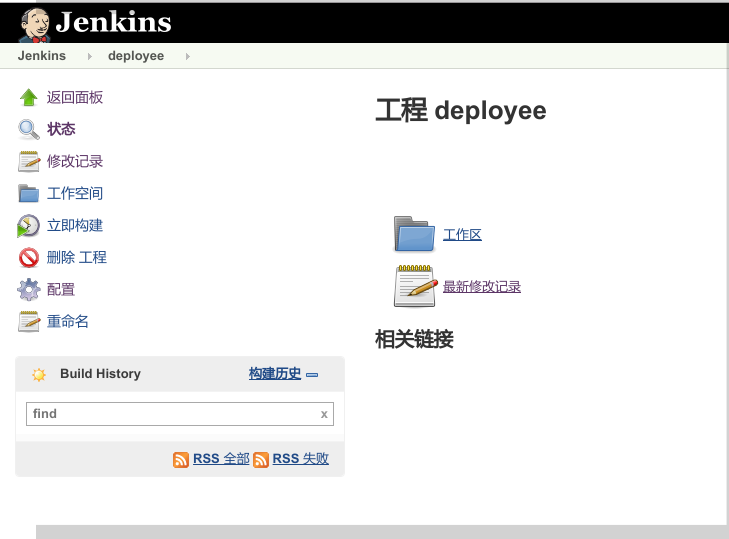 Jenkins
Jenkins deployee
返回面板
状态
修改记录
工作空间
立即构建
删除 工程
配置
重命名
Build History 构建历史
find x
RSS 全部 RSS 失败
工程 deployee
工作区
最新修改记录
相关链接